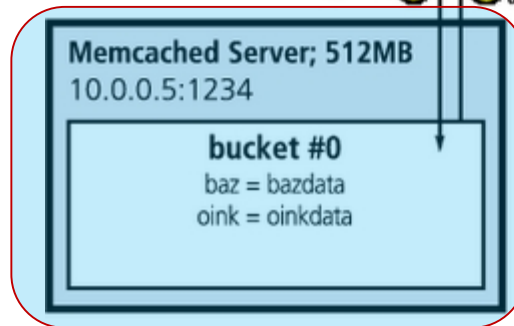 Memcached Server; 512MB
10.0.0.5:1234
bucket #0
baz = bazdata
oink = oinkdata